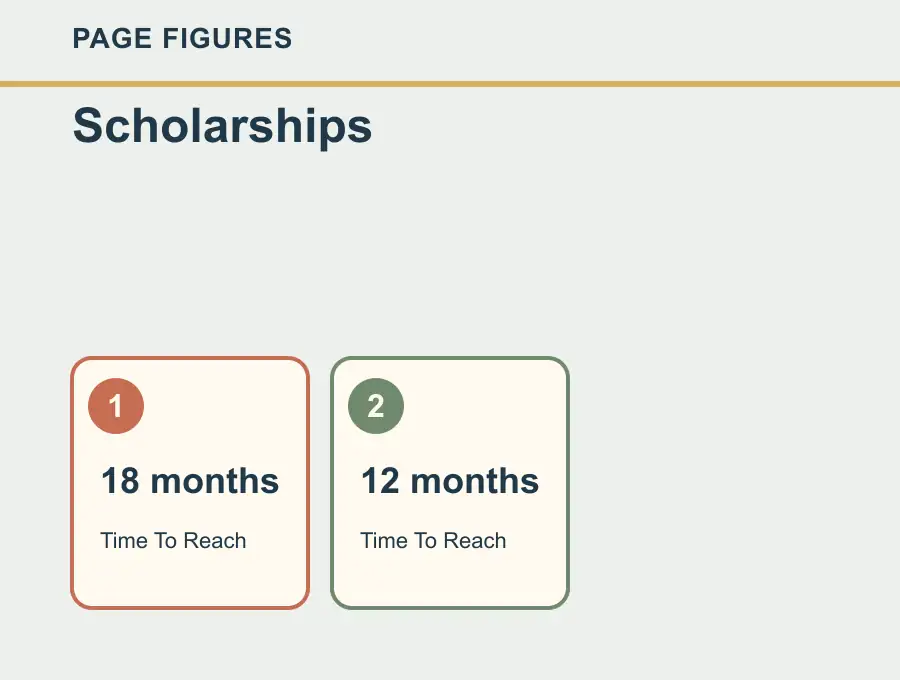 PAGE FIGURES
Scholarships
1
18 months
Time To Reach
2
12 months
Time To Reach